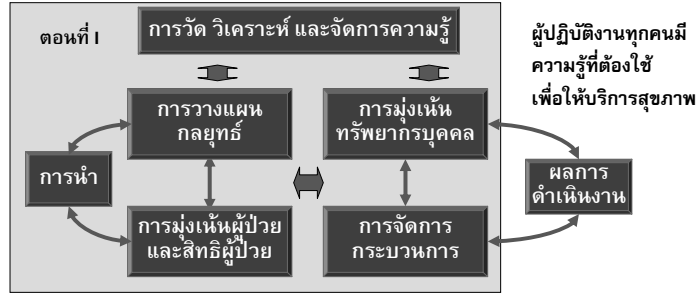 ตอนที่ I
การวัด วิเคราะห์ และจัดการความรู้
ผู้ปฏิบัติงานทุกคนมี
ความรู้ที่ต้องใช้
เพื่อให้บริการสุขภาพ
การวางแผน
กลยุทธ์
การมุ่งเน้น
ทรัพยากรบุคคล
การนำ
ผลการ
ดำเนินงาน
การมุ่งเน้นผู้ป่วย
และสิทธิผู้ป่วย
การจัดการ
กระบวนการ